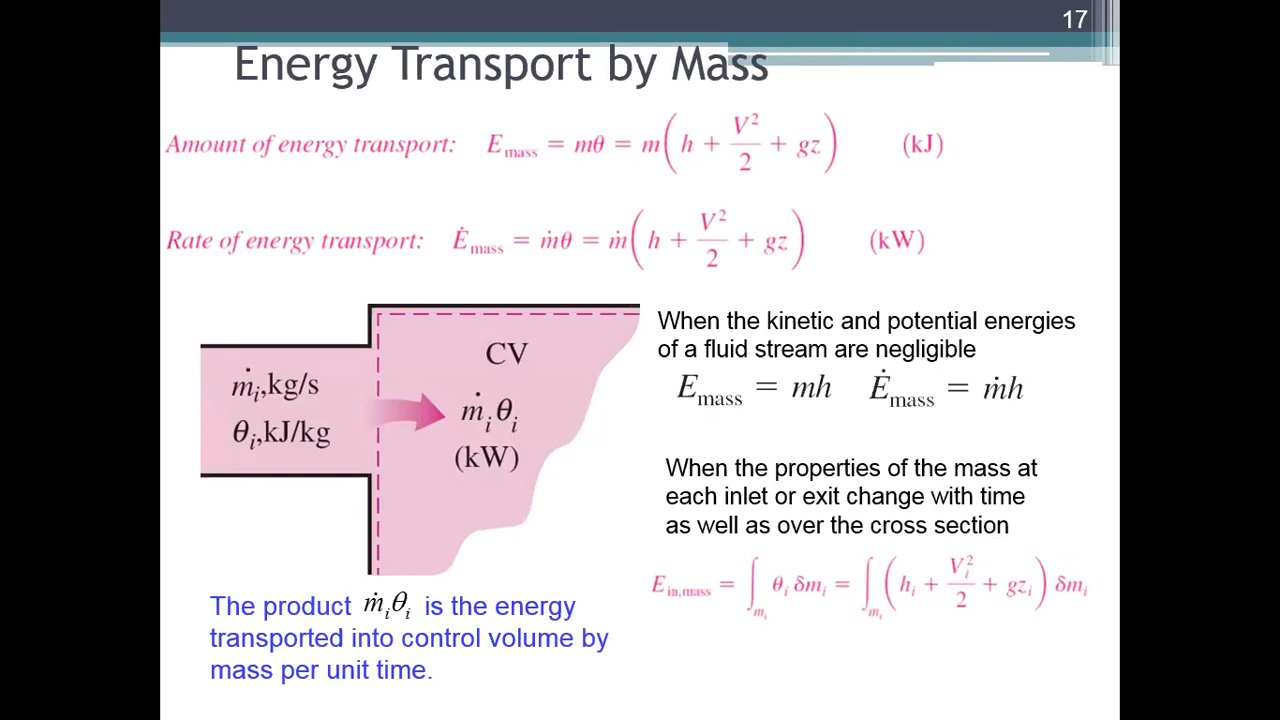 17
Energy Transport by Mass
Amount of energy transport: E_mass = mθ = m(h + V²/2 + gz) (kJ)
Rate of energy transport: Ė_mass = ṁθ = ṁ(h + V²/2 + gz) (kW)
CV
ṁ_i,kg/s
θ_i,kJ/kg
ṁ_iθ_i
(kW)
When the kinetic and potential energies
of a fluid stream are negligible
E_mass = mh Ė_mass = ṁh
When the properties of the mass at
each inlet or exit change with time
as well as over the cross section
E_in,mass = ∫_m_i θ_i δm_i = ∫_m_i (h_i + V_i²/2 + gz_i) δm_i
The product ṁ_iθ_i is the energy
transported into control volume by
mass per unit time.